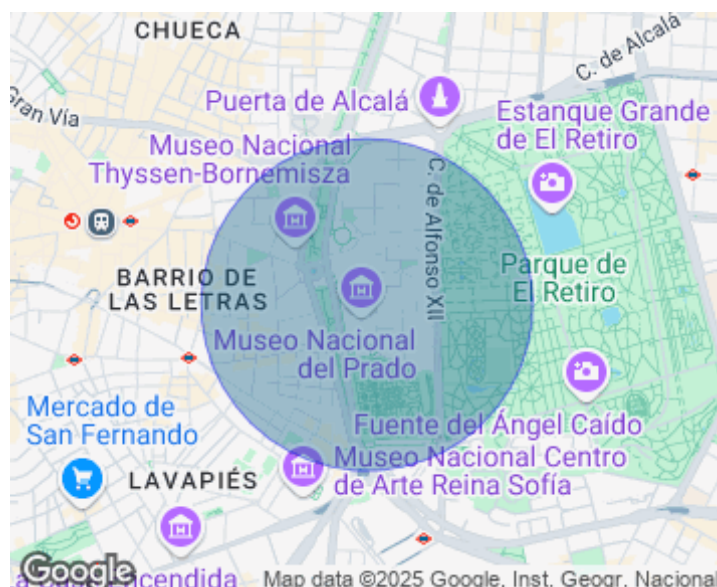 CHUECA
C. de Alcalá
Gran Vía
Puerta de Alcalá
Estanque Grande
de El Retiro
Museo Nacional
Thyssen-Bornemisza
C. de Alfonso XII
BARRIO DE
LAS LETRAS
Parque de
El Retiro
Museo Nacional
del Prado
Mercado de
San Fernando
Fuente del Ángel Caído
Museo Nacional Centro
de Arte Reina Sofía
LAVAPIÉS
Google
Map data ©2025 Google, Inst. Geogr. Nacional